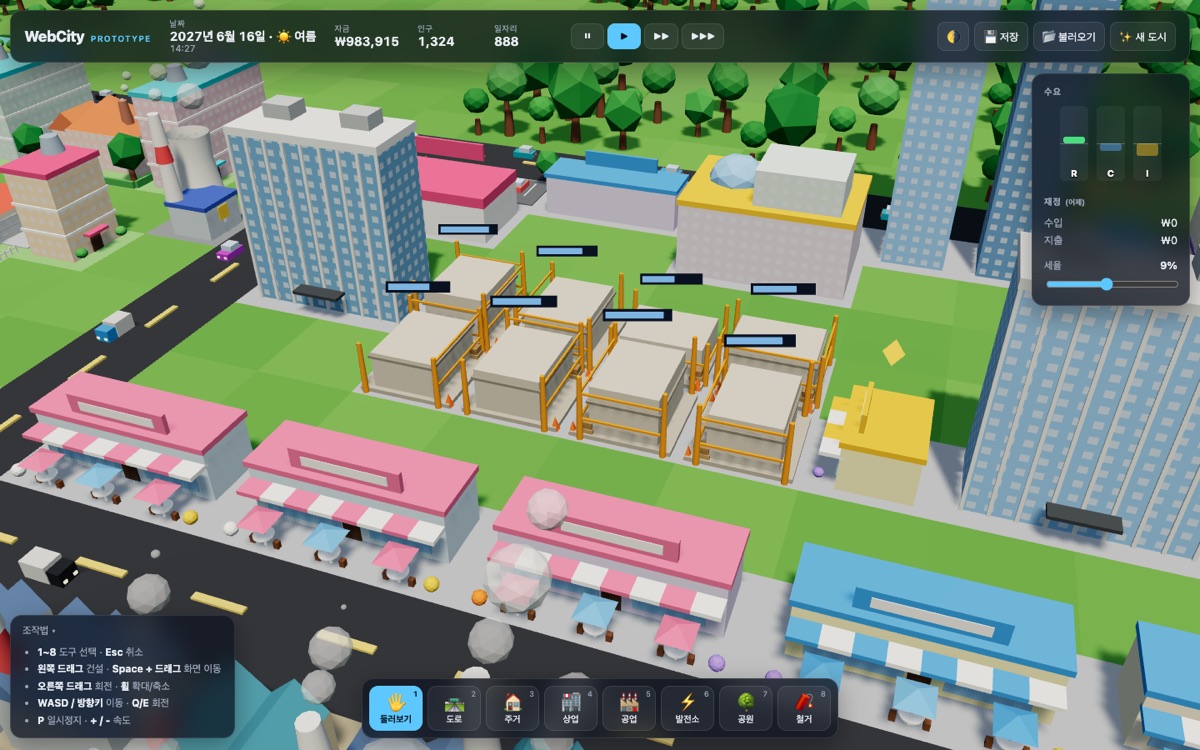 WebCity PROTOTYPE
날짜
2027년 6월 16일 · ☀️ 여름
14:27
자금
₩983,915
인구
1,324
일자리
888
저장
불러오기
새 도시
수요
R C I
재정 (어제)
수입 ₩0
지출 ₩0
세율 9%
조작법
1~8 도구 선택 · Esc 취소
왼쪽 드래그 건설 · Space + 드래그 화면 이동
오른쪽 드래그 회전 · 휠 확대/축소
WASD / 방향키 이동 · Q/E 회전
P 일시정지 · + / - 속도
1 둘러보기
2 도로
3 주거
4 상업
5 공업
6 발전소
7 공원
8 철거